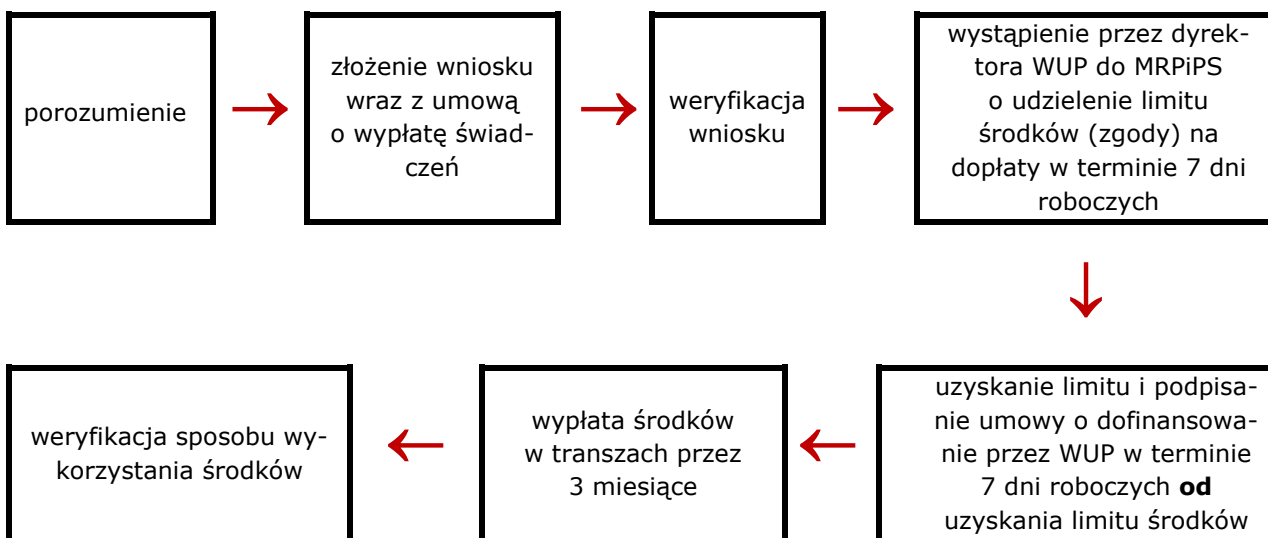 porozumienie
złożenie wniosku
wraz z umową
o wypłatę świad-
czeń
weryfikacja
wniosku
wystąpienie przez dyrek-
tora WUP do MRPiPS
o udzielenie limitu
środków (zgody) na
dopłaty w terminie 7 dni
roboczych
uzyskanie limitu i podpisa-
nie umowy o dofinansowa-
nie przez WUP w terminie
7 dni roboczych od
uzyskania limitu środków
wypłata środków
w transzach przez
3 miesiące
weryfikacja sposobu wy-
korzystania środków